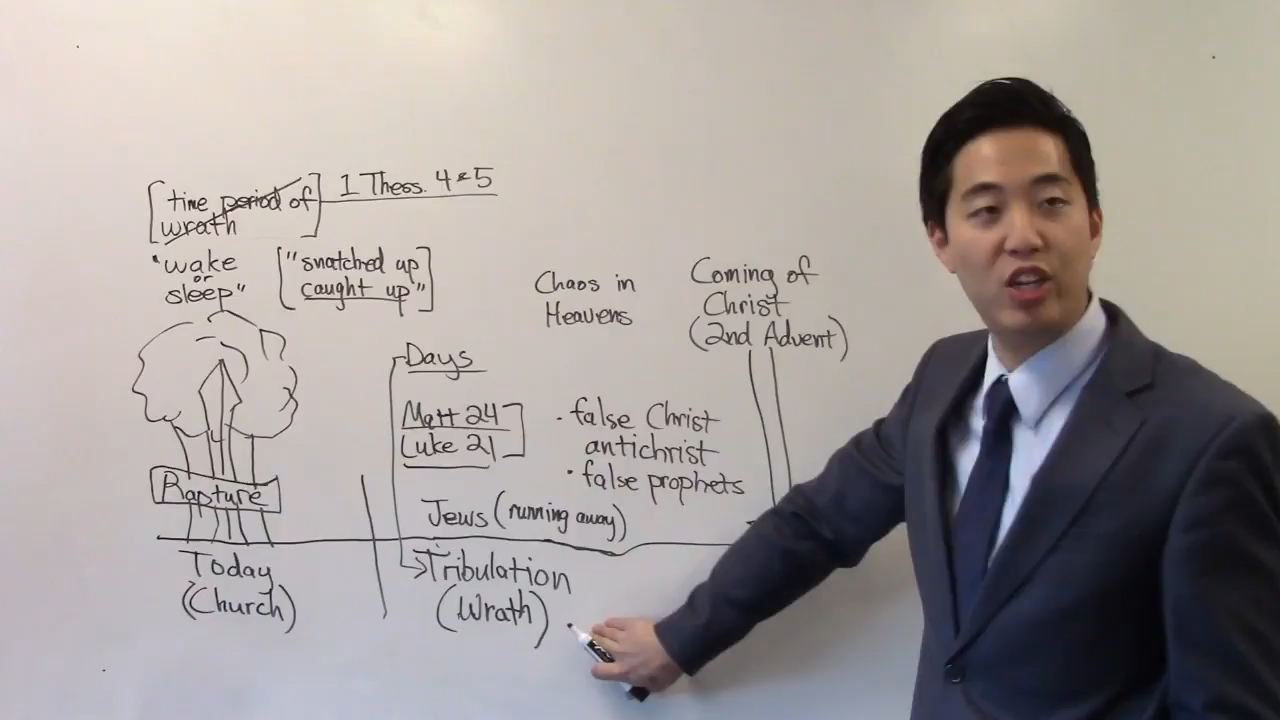 [time period of] 1 Thess. 4 & 5
wrath
"wake
or
sleep"
["snatched up
caught up"]
Chaos in
Heavens
Coming of
Christ
(2nd Advent)
Days
Matt 24
Luke 21
• false Christ
antichrist
• false prophets
Rapture
Jews (running away)
Today
(Church)
Tribulation
(Wrath)